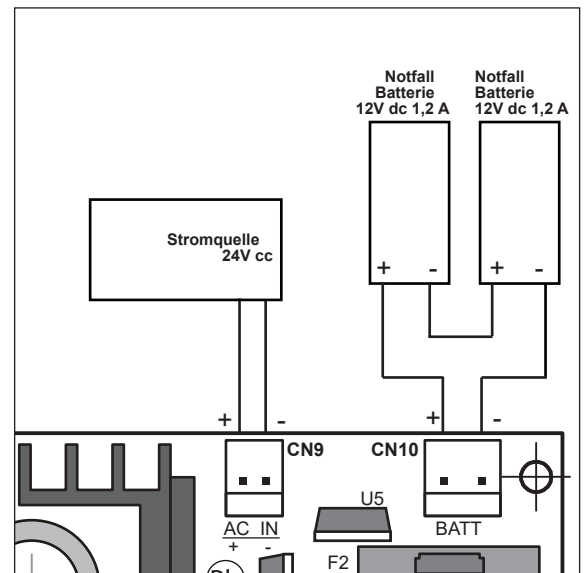 Notfall
Batterie
12V dc 1,2 A
Notfall
Batterie
12V dc 1,2 A
Stromquelle
24V cc
+ - + -
+ - + -
CN9
CN10
U5
AC IN
+ -
BATT
F2